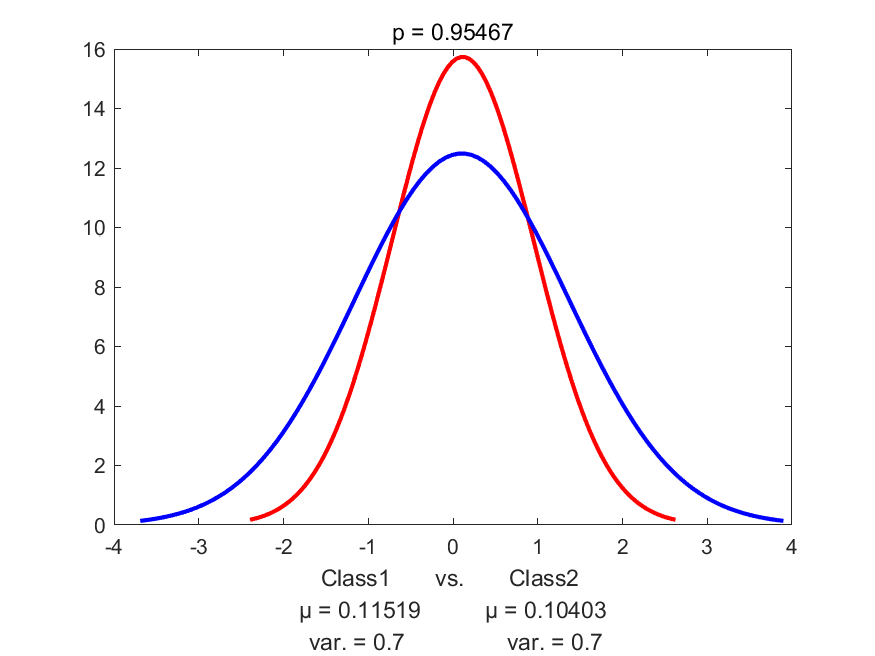 p = 0.95467
16
14
12
10
8
6
4
2
0
-4 -3 -2 -1 0 1 2 3 4
Class1 vs. Class2
μ = 0.11519 μ = 0.10403
var. = 0.7 var. = 0.7